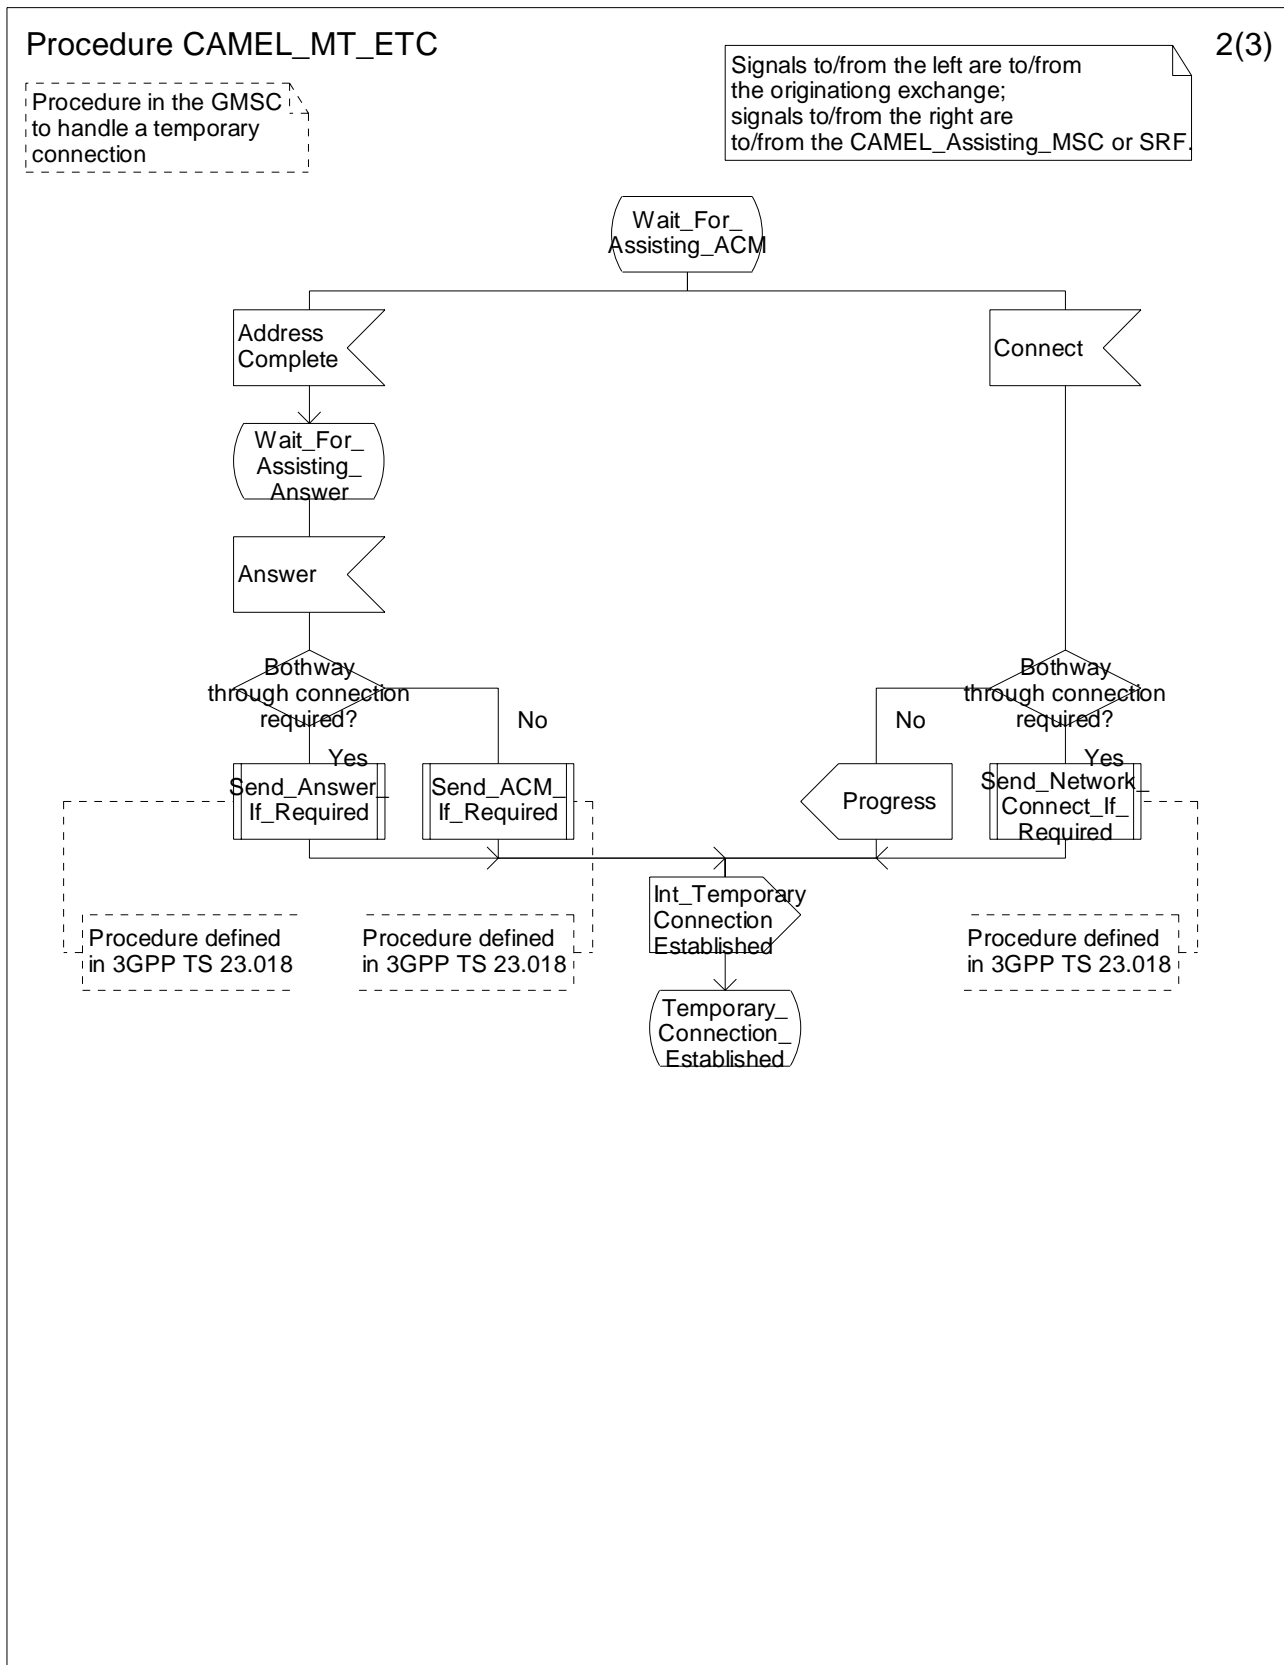 Procedure CAMEL_MT_ETC
2(3)
Procedure in the GMSC
to handle a temporary
connection
Signals to/from the left are to/from
the originationg exchange;
signals to/from the right are
to/from the CAMEL_Assisting_MSC or SRF.
Wait_For_
Assisting_ACM
Address
Complete
Connect
Wait_For_
Assisting_
Answer
Answer
Bothway
through connection
required?
No
Yes
Bothway
through connection
required?
No
Yes
Send_Answer_
If_Required
Send_ACM_
If_Required
Progress
Send_Network_
Connect_If_
Required
Int_Temporary
Connection
Established
Procedure defined
in 3GPP TS 23.018
Procedure defined
in 3GPP TS 23.018
Procedure defined
in 3GPP TS 23.018
Temporary_
Connection_
Established